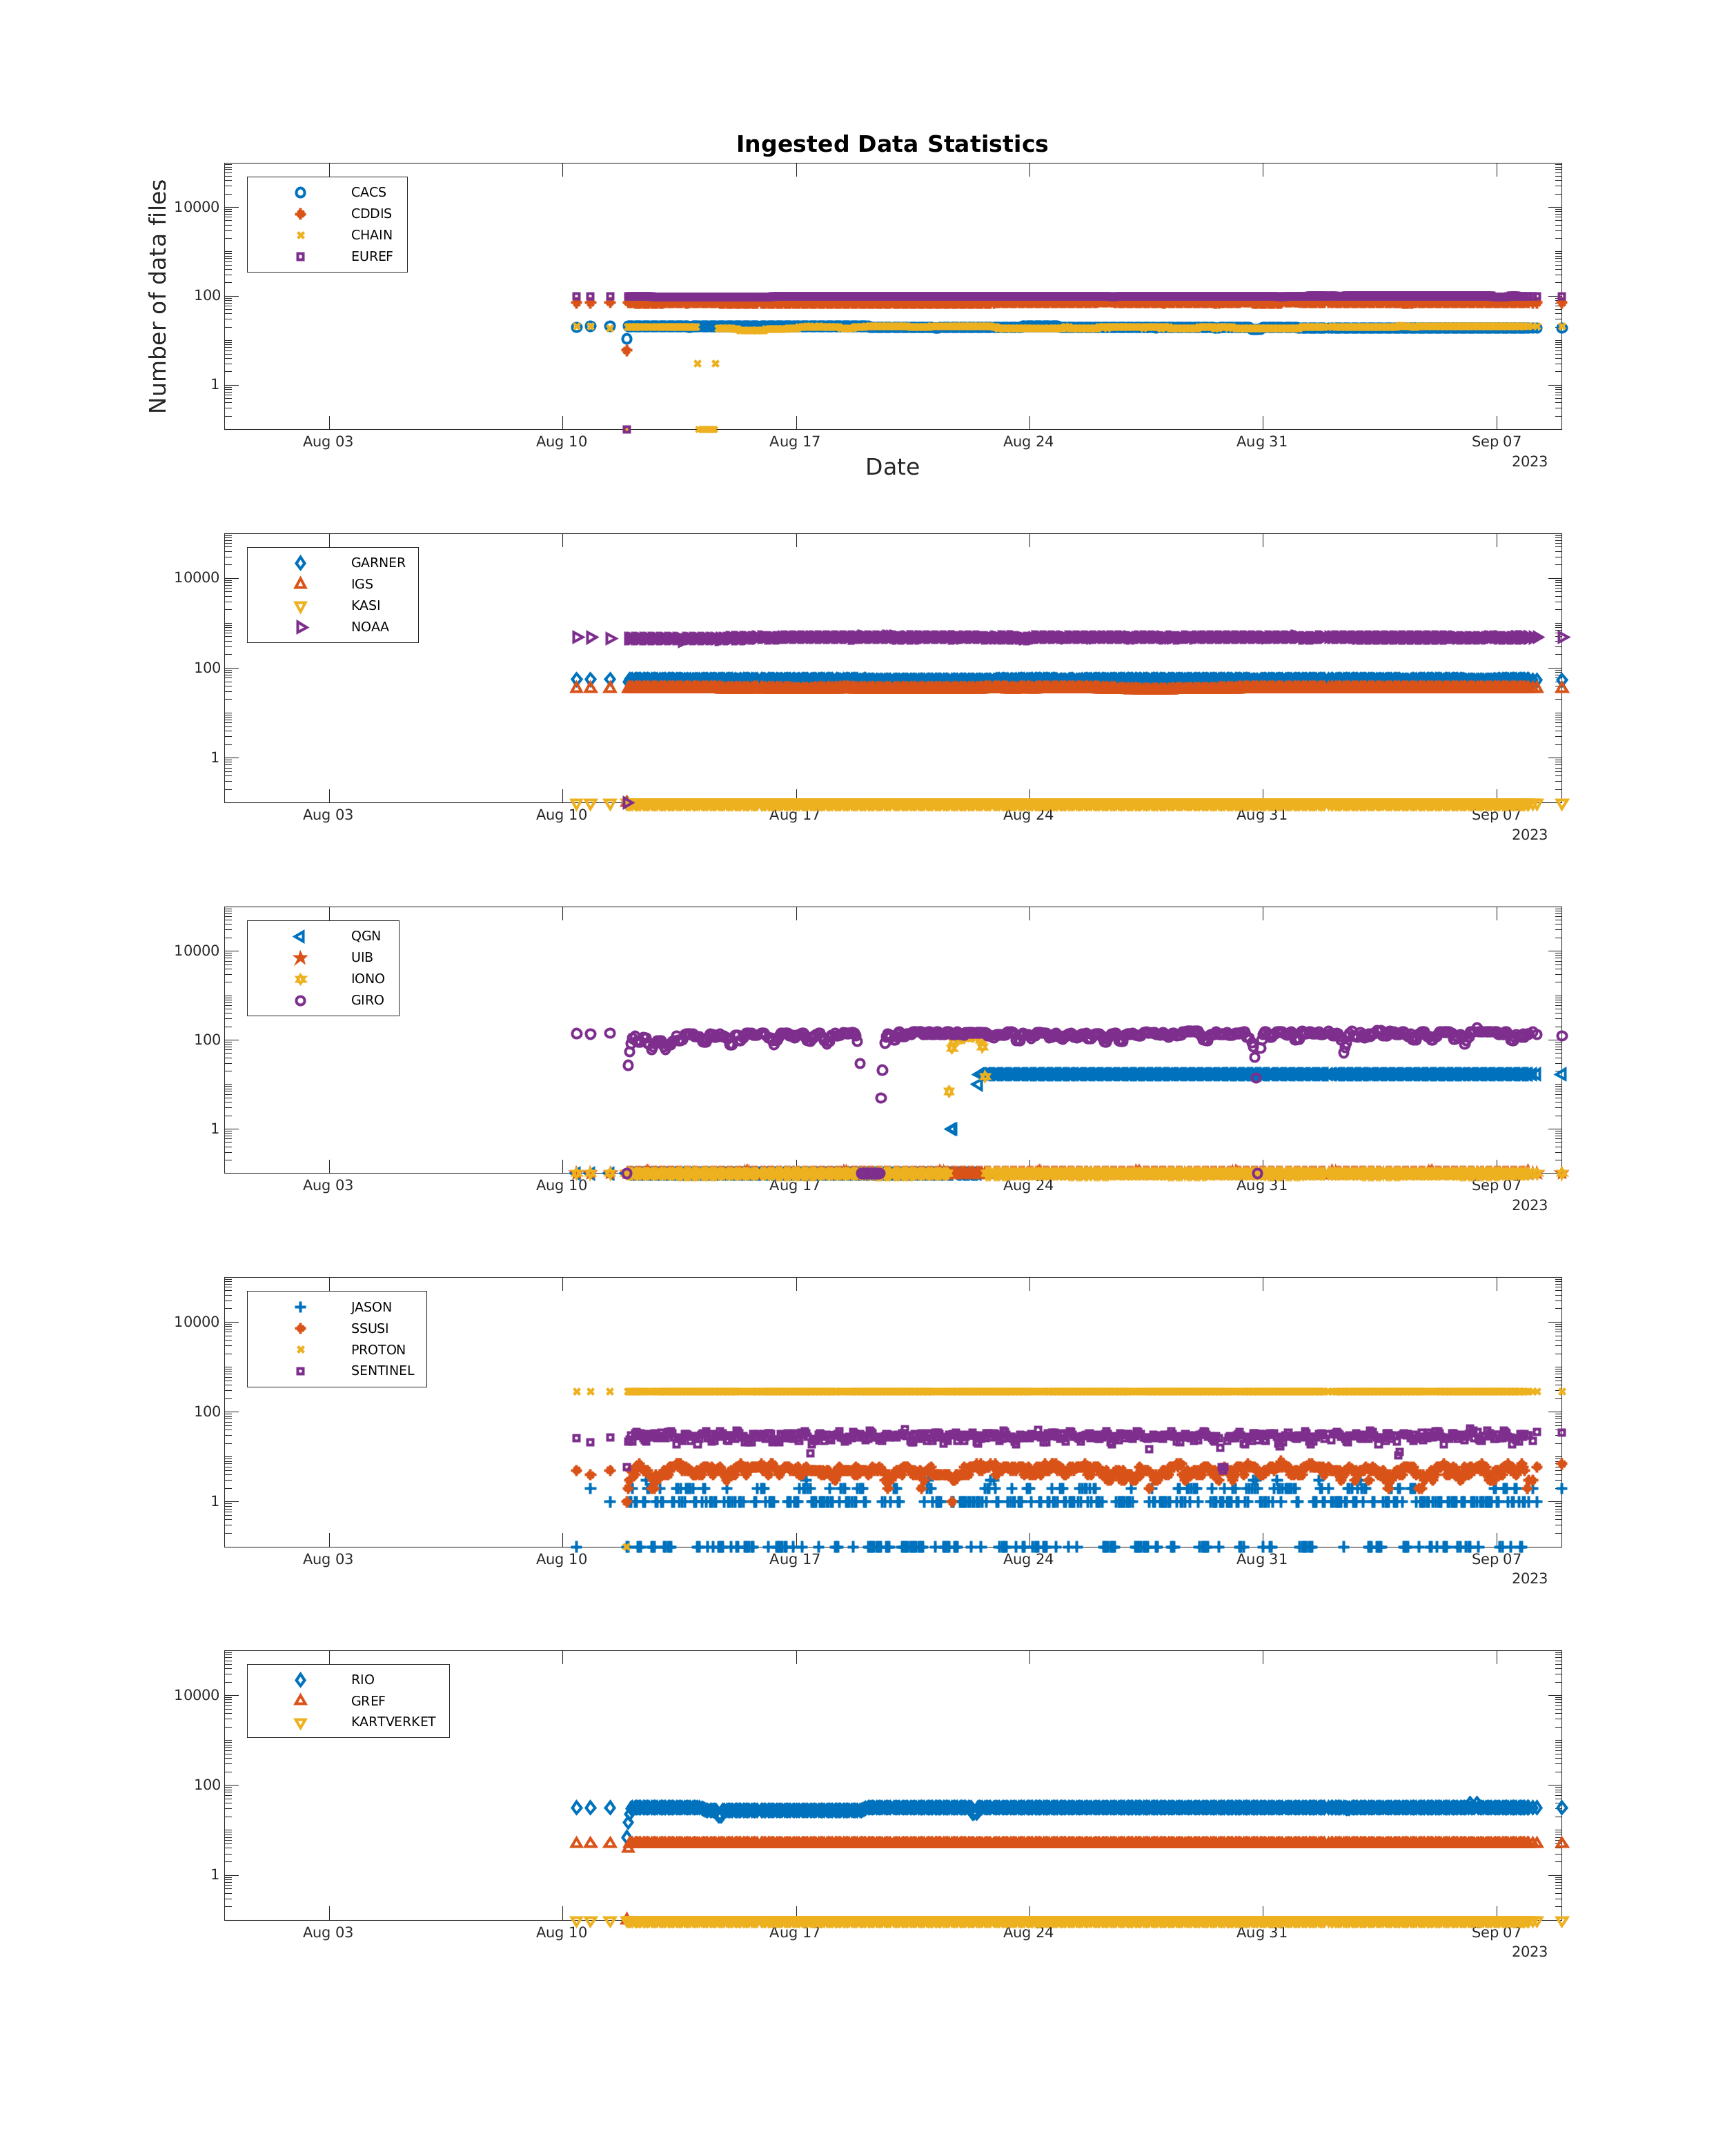 Ingested Data Statistics
Number of data files
10000
100
1
CACS
CDDIS
CHAIN
EUREF
Aug 03 Aug 10 Aug 17 Aug 24 Aug 31 Sep 07
2023
Date
10000
100
1
GARNER
IGS
KASI
NOAA
Aug 03 Aug 10 Aug 17 Aug 24 Aug 31 Sep 07
2023
10000
100
1
QGN
UIB
IONO
GIRO
Aug 03 Aug 10 Aug 17 Aug 24 Aug 31 Sep 07
2023
10000
100
1
JASON
SSUSI
PROTON
SENTINEL
Aug 03 Aug 10 Aug 17 Aug 24 Aug 31 Sep 07
2023
10000
100
1
RIO
GREF
KARTVERKET
Aug 03 Aug 10 Aug 17 Aug 24 Aug 31 Sep 07
2023